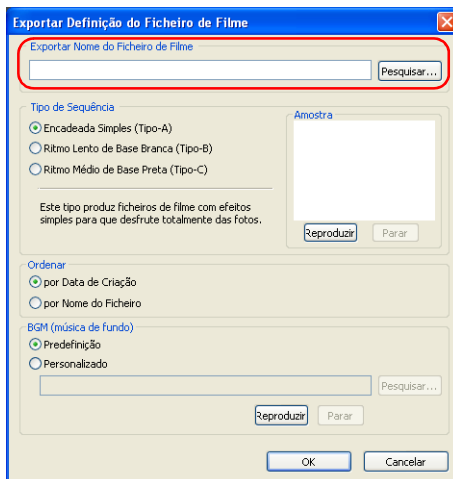 Exportar Definição do Ficheiro de Filme
Exportar Nome do Ficheiro de Filme
Pesquisar...
Tipo de Sequência
Encadeada Simples (Tipo-A)
Ritmo Lento de Base Branca (Tipo-B)
Ritmo Médio de Base Preta (Tipo-C)
Este tipo produz ficheiros de filme com efeitos
simples para que desfrute totalmente das fotos.
Amostra
Reproduzir Parar
Ordenar
por Data de Criação
por Nome do Ficheiro
BGM (música de fundo)
Predefinição
Personalizado
Pesquisar...
Reproduzir Parar
OK Cancelar